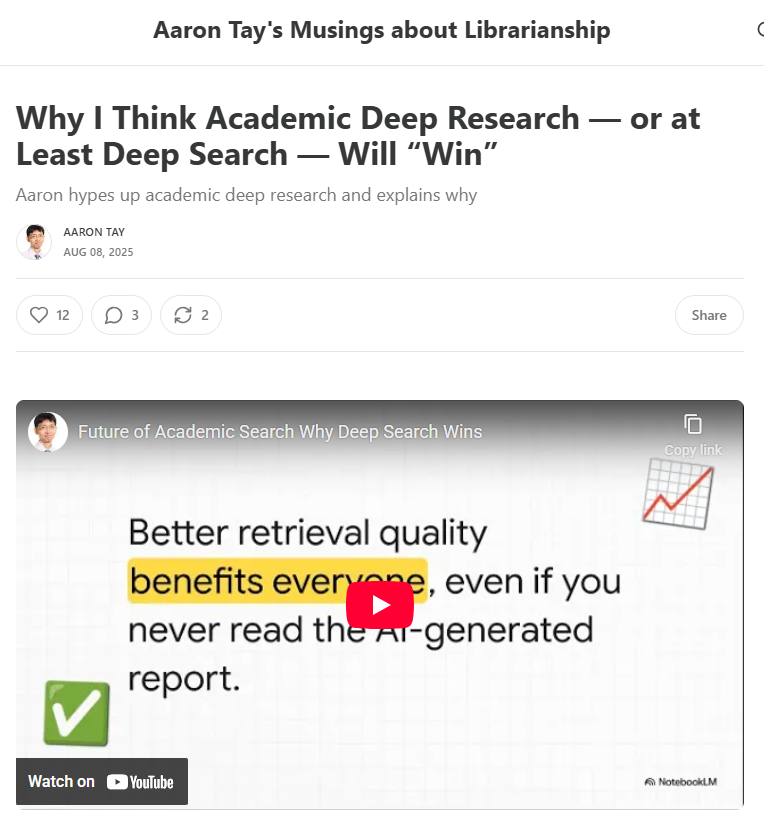 Aaron Tay's Musings about Librarianship
Why I Think Academic Deep Research — or at
Least Deep Search — Will “Win”
Aaron hypes up academic deep research and explains why
AARON TAY
AUG 08, 2025
12
3
2
Share
Future of Academic Search Why Deep Search Wins
Copy link
Better retrieval quality
benefits everyone, even if you
never read the AI-generated
report.
Watch on YouTube
NotebookLM